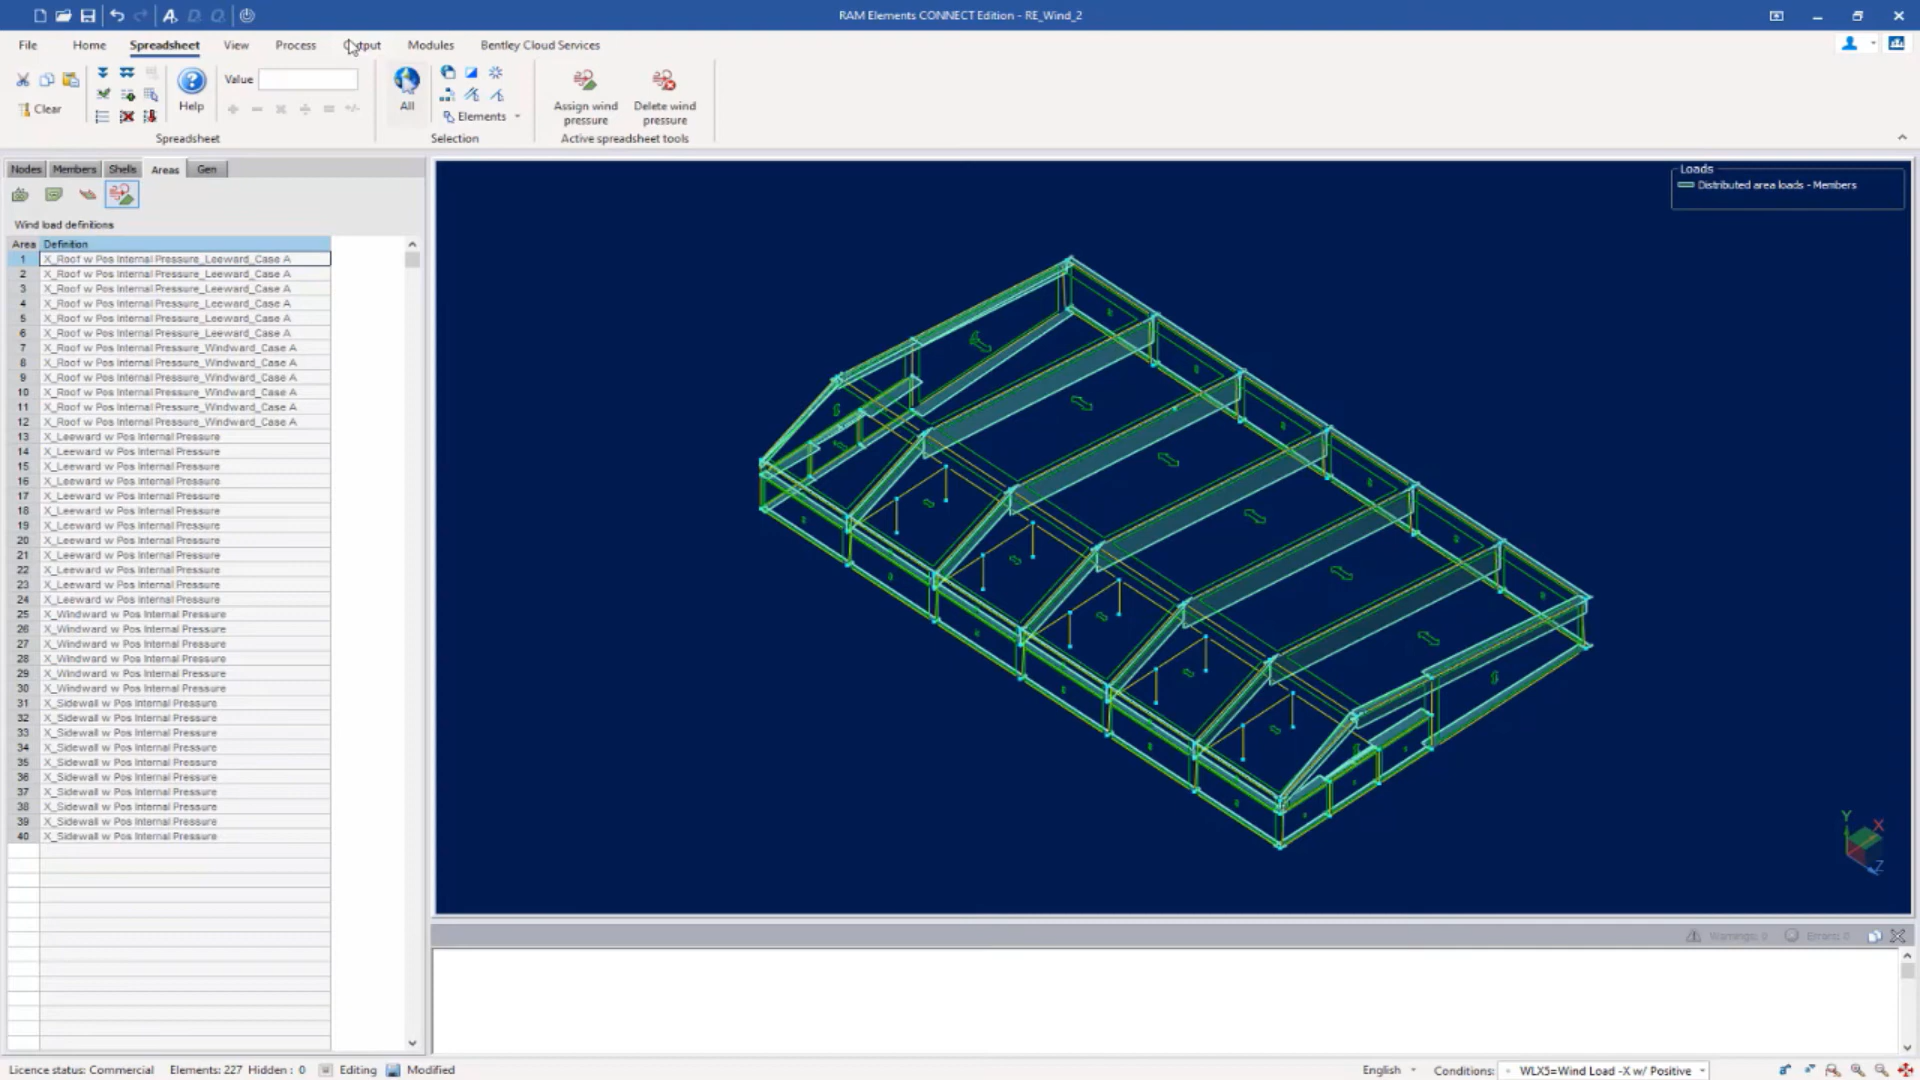 RAM Elements CONNECT Edition - RE_Wind_2
File Home Spreadsheet View Process Output Modules Bentley Cloud Services
Value
Clear
Help
All
Elements
Assign wind pressure
Delete wind pressure
Spreadsheet Selection Active spreadsheet tools
Nodes Members Shells Areas Gen
Loads
Distributed area loads - Members
Wind load definitions
Area Definition
1 X_Roof w Pos Internal Pressure_Leeward_Case A
2 X_Roof w Pos Internal Pressure_Leeward_Case A
3 X_Roof w Pos Internal Pressure_Leeward_Case A
4 X_Roof w Pos Internal Pressure_Leeward_Case A
5 X_Roof w Pos Internal Pressure_Leeward_Case A
6 X_Roof w Pos Internal Pressure_Leeward_Case A
7 X_Roof w Pos Internal Pressure_Windward_Case A
8 X_Roof w Pos Internal Pressure_Windward_Case A
9 X_Roof w Pos Internal Pressure_Windward_Case A
10 X_Roof w Pos Internal Pressure_Windward_Case A
11 X_Roof w Pos Internal Pressure_Windward_Case A
12 X_Roof w Pos Internal Pressure_Windward_Case A
13 X_Leeward w Pos Internal Pressure
14 X_Leeward w Pos Internal Pressure
15 X_Leeward w Pos Internal Pressure
16 X_Leeward w Pos Internal Pressure
17 X_Leeward w Pos Internal Pressure
18 X_Leeward w Pos Internal Pressure
19 X_Leeward w Pos Internal Pressure
20 X_Leeward w Pos Internal Pressure
21 X_Leeward w Pos Internal Pressure
22 X_Leeward w Pos Internal Pressure
23 X_Leeward w Pos Internal Pressure
24 X_Leeward w Pos Internal Pressure
25 X_Windward w Pos Internal Pressure
26 X_Windward w Pos Internal Pressure
27 X_Windward w Pos Internal Pressure
28 X_Windward w Pos Internal Pressure
29 X_Windward w Pos Internal Pressure
30 X_Windward w Pos Internal Pressure
31 X_Sidewall w Pos Internal Pressure
32 X_Sidewall w Pos Internal Pressure
33 X_Sidewall w Pos Internal Pressure
34 X_Sidewall w Pos Internal Pressure
35 X_Sidewall w Pos Internal Pressure
36 X_Sidewall w Pos Internal Pressure
37 X_Sidewall w Pos Internal Pressure
38 X_Sidewall w Pos Internal Pressure
39 X_Sidewall w Pos Internal Pressure
40 X_Sidewall w Pos Internal Pressure
Y X Z
Warnings: 0 Errors: 0
Licence status: Commercial Elements: 227 Hidden : 0 Editing Modified English Conditions: WLX5=Wind Load -X w/ Positive